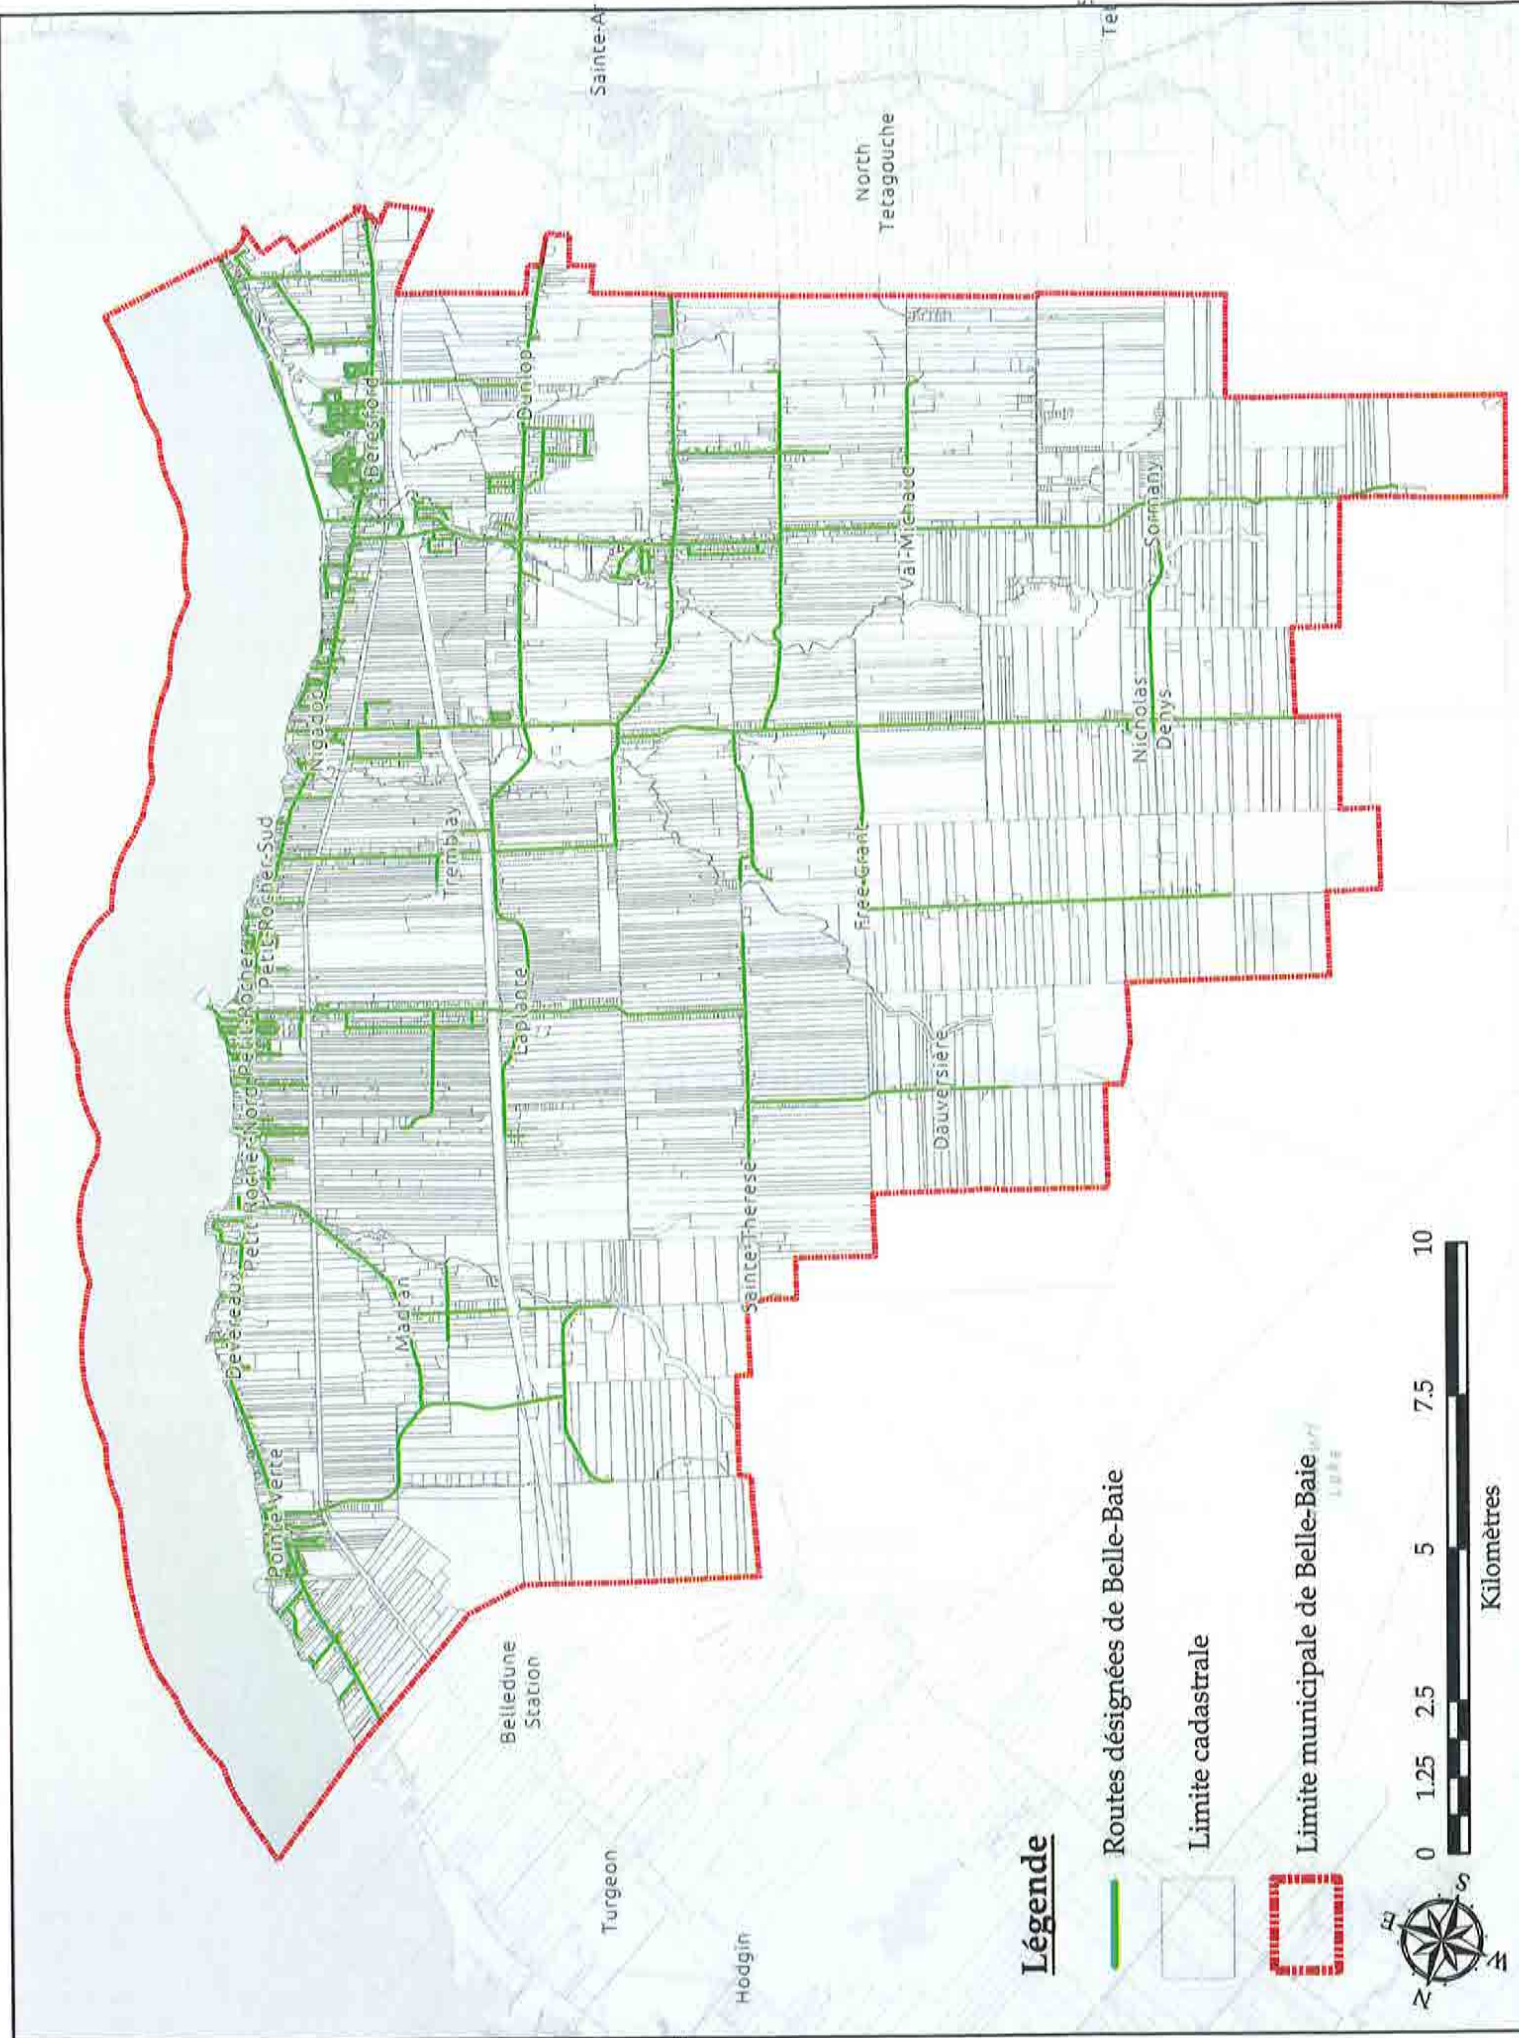 Sainte-A
Te
North
Tetagouche
Beresford
Dunlop
Val-Michaud
Sormany
Nicholas
Denys
Nigadoo
Tremblay
Free-Grant
Petit-Rocher-Sud
Petit-Rocher
Laplante
Dauversière
Petit-Rocher-Nord
Sainte-Thérèse
Devereaux
Madran
Pointe-Verte
Belledune
Station
Turgeon
Hodgin
Légende
Routes désignées de Belle-Baie
Limite cadastrale
Limite municipale de Belle-Baie
0 1.25 2.5 5 7.5 10
Kilomètres
N
E
S
W